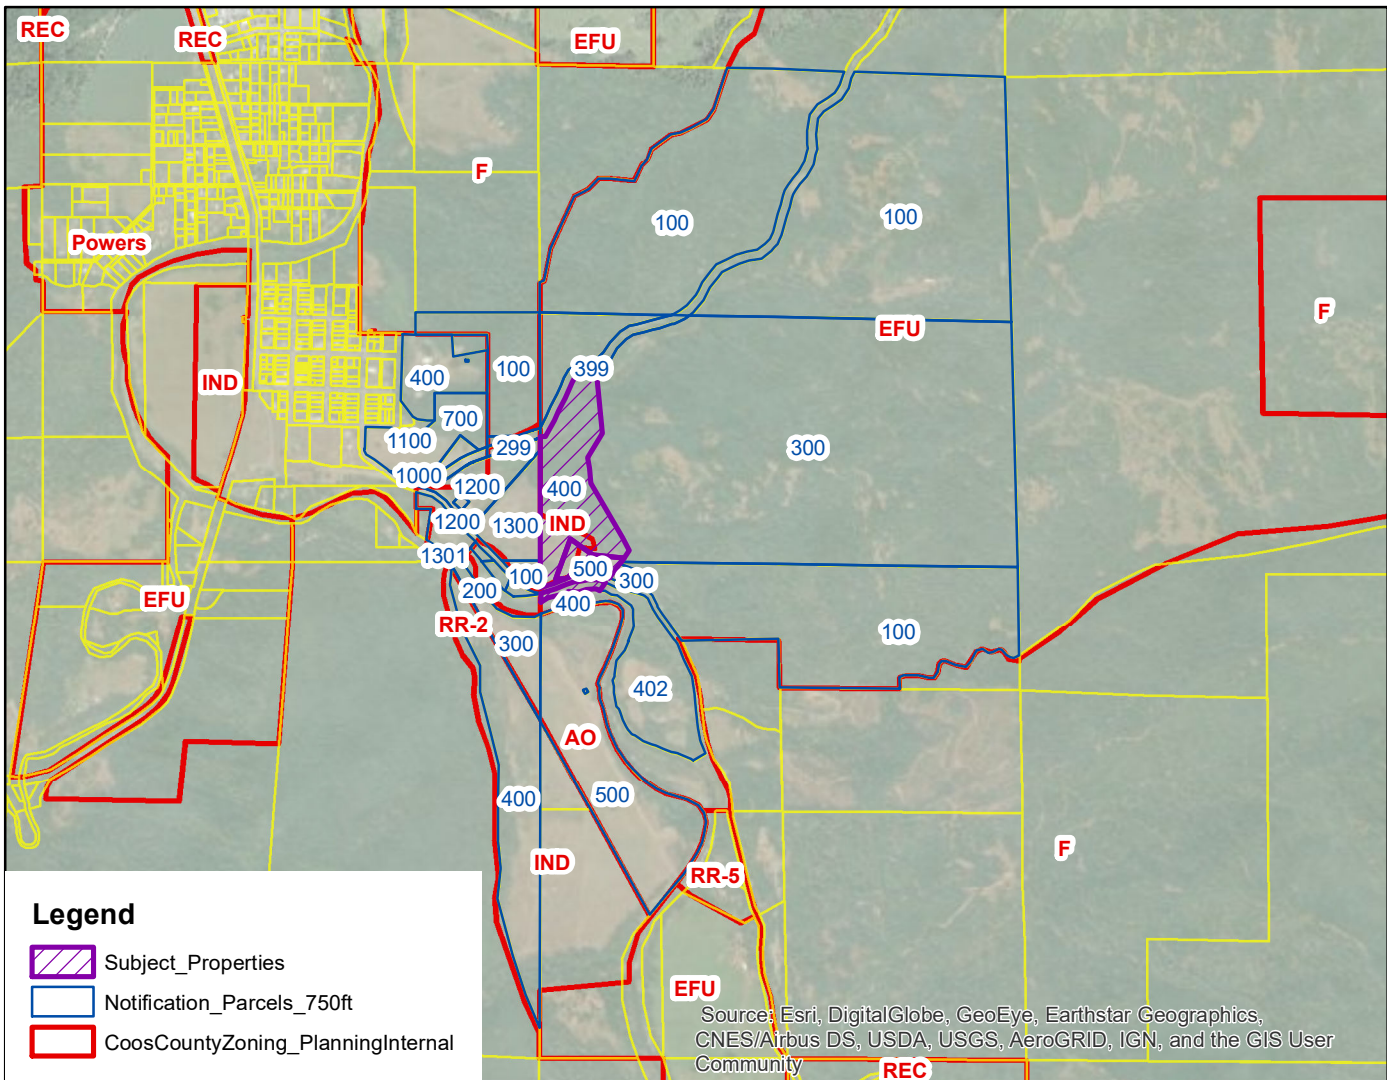 REC
REC
EFU
F
100
100
Powers
F
EFU
399
100
400
IND
700
1100
299
300
1000
1200
400
1200
1300
IND
1301
100
500
300
EFU
200
400
RR-2
300
100
402
AO
400
500
F
IND
RR-5
EFU
REC
Legend
Subject_Properties
Notification_Parcels_750ft
CoosCountyZoning_PlanningInternal
Source: Esri, DigitalGlobe, GeoEye, Earthstar Geographics,
CNES/Airbus DS, USDA, USGS, AeroGRID, IGN, and the GIS User
Community